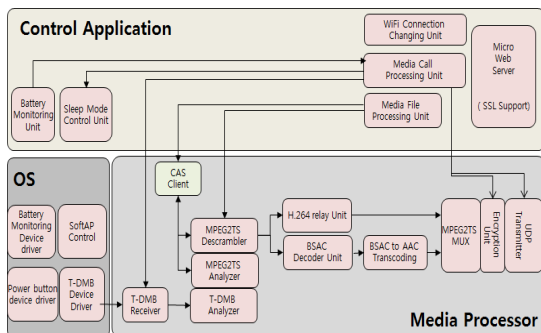 Control Application
WiFi Connection
Changing Unit
Micro
Web
Server
( SSL Support)
Media Call
Processing Unit
Battery
Monitoring
Unit
Sleep Mode
Control Unit
Media File
Processing Unit
OS
CAS
Client
Battery
Monitoring
Device
driver
SoftAP
Control
MPEG2TS
Descrambler
H.264 relay Unit
MPEG2TS
MUX
Encryption
Unit
UDP
Transmitter
BSAC
Decoder Unit
BSAC to AAC
Transcoding
MPEG2TS
Analyzer
Power button
device driver
T-DMB
Device
Driver
T-DMB
Receiver
T-DMB
Analyzer
Media Processor